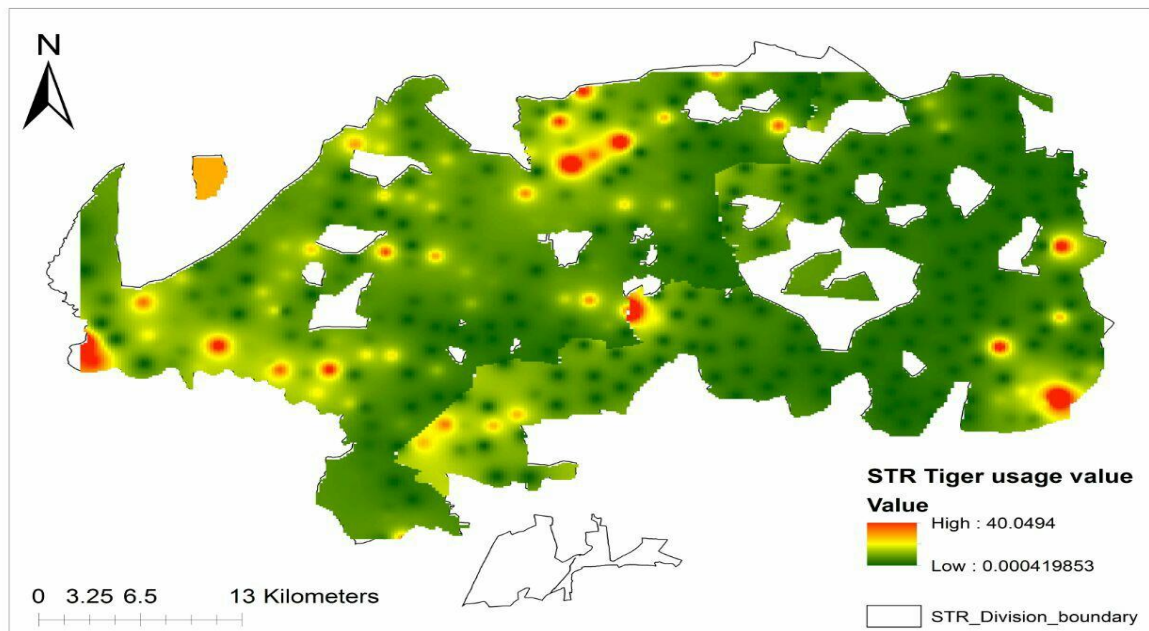 N
STR Tiger usage value
Value
High : 40.0494
Low : 0.000419853
0 3.25 6.5 13 Kilometers
STR_Division_boundary